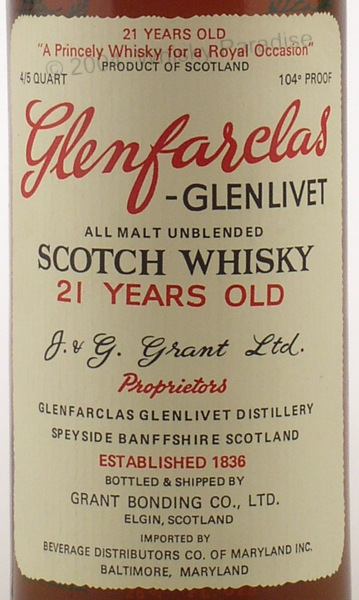 21 YEARS OLD
"A Princely Whisky for a Royal Occasion"
PRODUCT OF SCOTLAND
4/5 QUART 104° PROOF
Glenfarclas
-GLENLIVET
ALL MALT UNBLENDED
SCOTCH WHISKY
21 YEARS OLD
J. & G. Grant Ltd.
Proprietors
GLENFARCLAS GLENLIVET DISTILLERY
SPEYSIDE BANFFSHIRE SCOTLAND
ESTABLISHED 1836
BOTTLED & SHIPPED BY
GRANT BONDING CO., LTD.
ELGIN, SCOTLAND
IMPORTED BY
BEVERAGE DISTRIBUTORS CO. OF MARYLAND INC.
BALTIMORE, MARYLAND